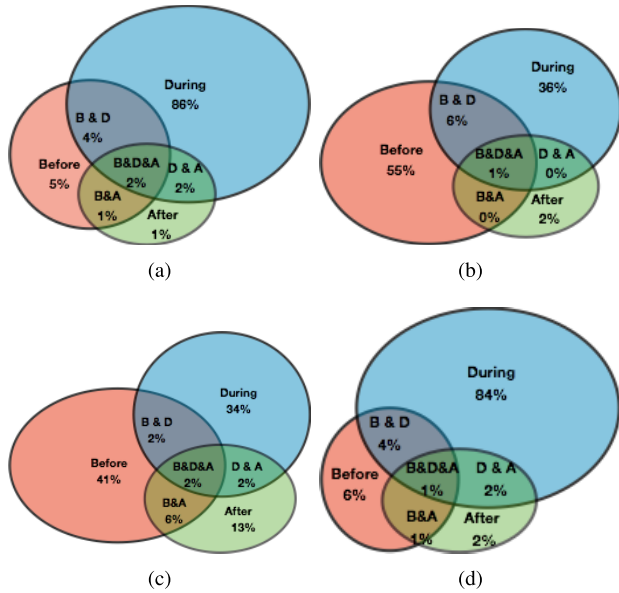 During
86%
B & D
4%
Before
5%
B&D&A
2%
D & A
2%
B&A
1%
After
1%
(a)
During
36%
B & D
6%
Before
55%
B&D&A
1%
D & A
0%
B&A
0%
After
2%
(b)
During
34%
B & D
2%
Before
41%
B&D&A
2%
D & A
2%
B&A
6%
After
13%
(c)
During
84%
B & D
4%
Before
6%
B&D&A
1%
D & A
2%
B&A
1%
After
2%
(d)